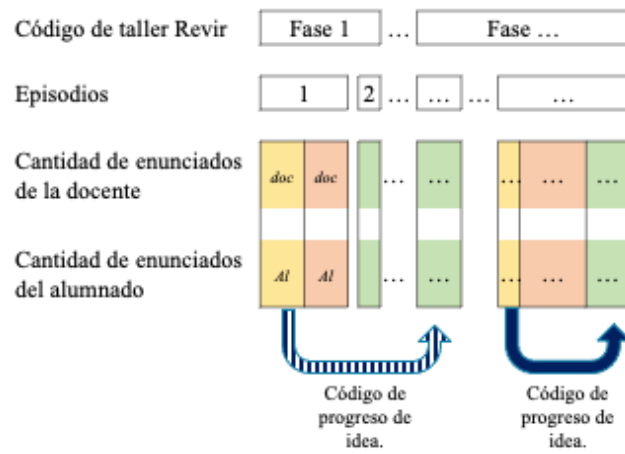 Código de taller Revir
Fase 1
...
Fase ...
Episodios
1
2
...
...
...
...
Cantidad de enunciados
de la docente
doc
doc
...
...
...
...
...
Cantidad de enunciados
del alumnado
Al
Al
...
...
...
...
...
Código de
progreso de
idea.
Código de
progreso de
idea.